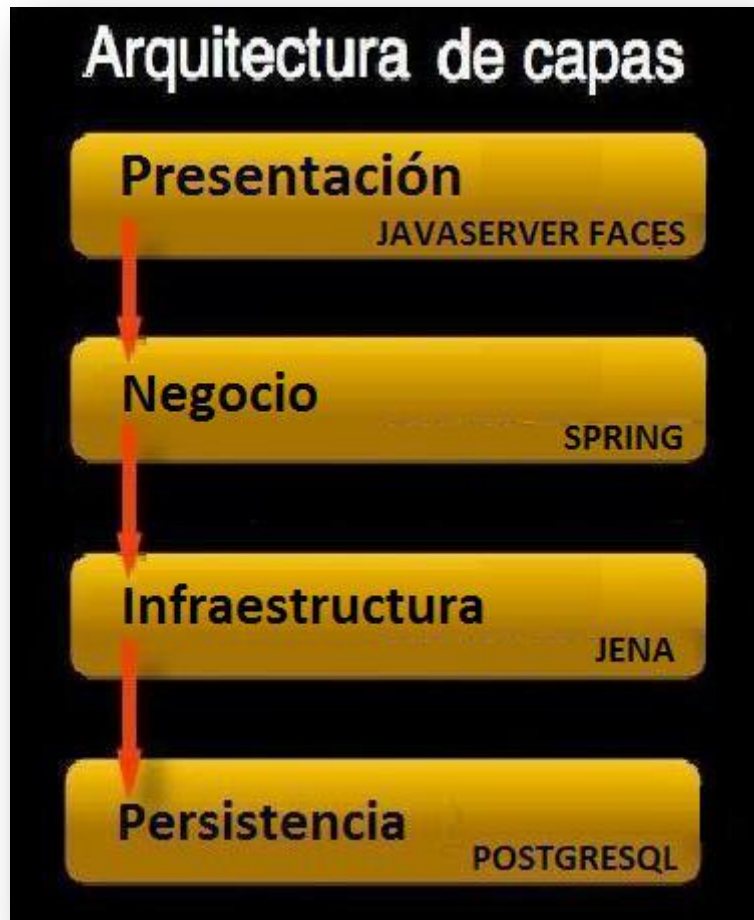 Arquitectura de capas
Presentación
JAVASERVER FACES
Negocio
SPRING
Infraestructura
JENA
Persistencia
POSTGRESQL